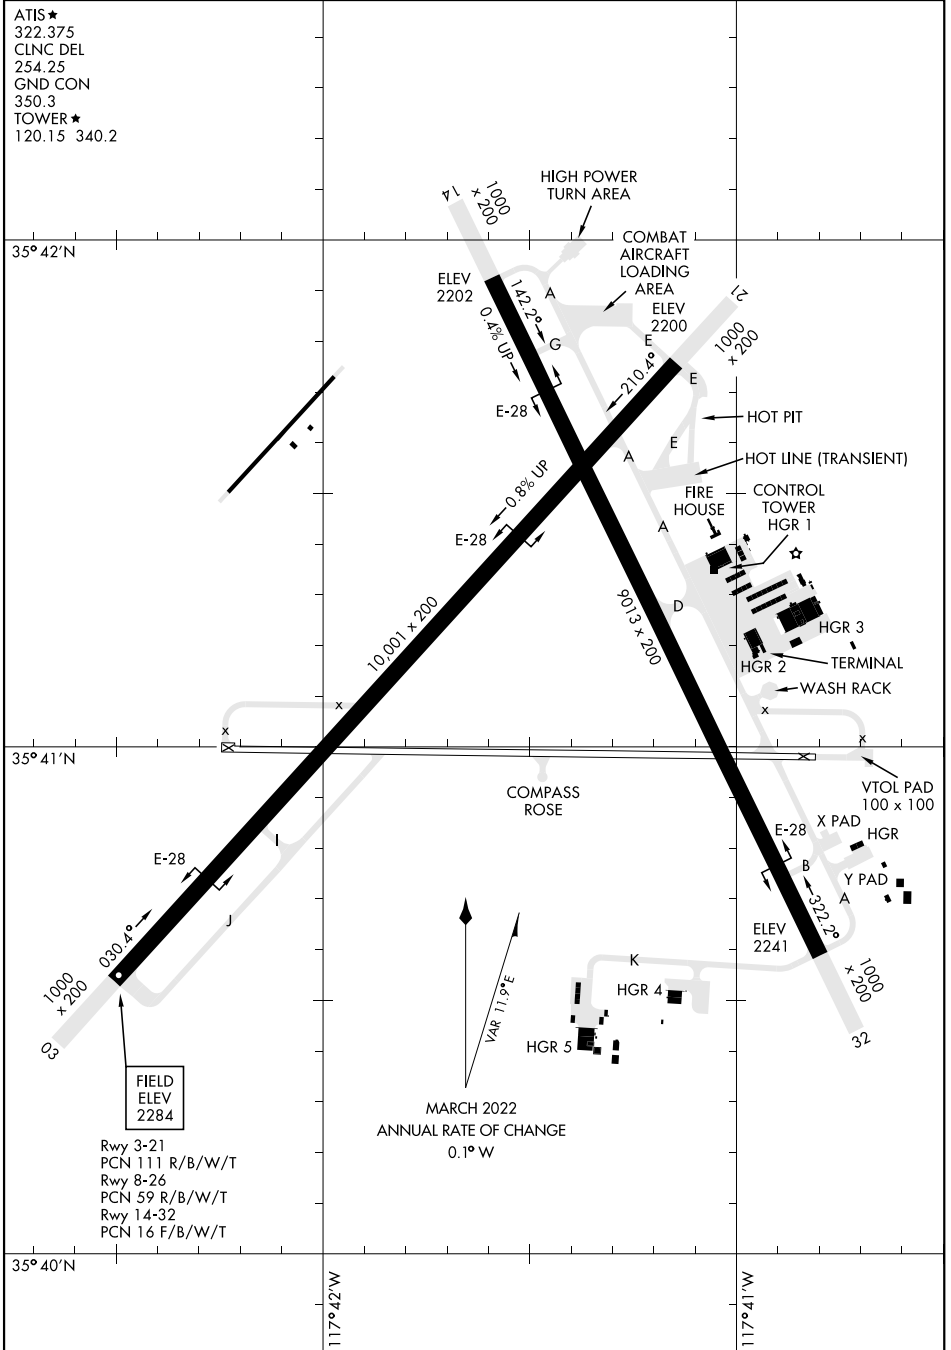 ATIS★
322.375
CLNC DEL
254.25
GND CON
350.3
TOWER★
120.15 340.2
HIGH POWER
TURN AREA
14
1000
x 200
35°42'N
COMBAT
AIRCRAFT
LOADING
AREA
ELEV
2202
142.2°
0.4% UP
A
ELEV
2200
21
1000
x 200
G
E
210.4°
E
E-28
HOT PIT
A
E
HOT LINE (TRANSIENT)
0.8% UP
FIRE
HOUSE
CONTROL
TOWER
HGR 1
E-28
A
10,001 x 200
9013 x 200
D
HGR 3
HGR 2
TERMINAL
WASH RACK
x
x
x
x
35°41'N
X
X
COMPASS
ROSE
VTOL PAD
100 x 100
X PAD
HGR
E-28
I
E-28
B
Y PAD
A
J
322.2°
ELEV
2241
030.4°
1000
x 200
K
1000
x 200
HGR 4
VAR 11.9°E
03
32
HGR 5
FIELD
ELEV
2284
MARCH 2022
ANNUAL RATE OF CHANGE
0.1° W
Rwy 3-21
PCN 111 R/B/W/T
Rwy 8-26
PCN 59 R/B/W/T
Rwy 14-32
PCN 16 F/B/W/T
35°40'N
117°42'W
117°41'W